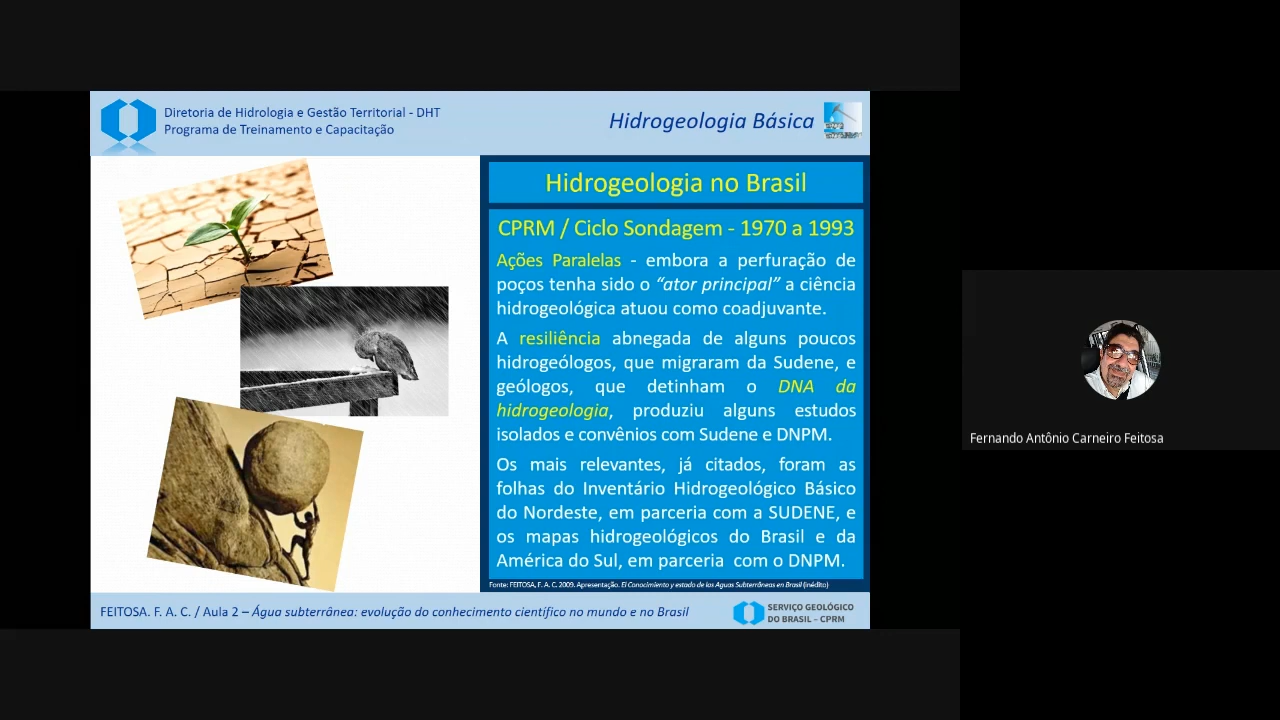 Diretoria de Hidrologia e Gestão Territorial - DHT
Programa de Treinamento e Capacitação
Hidrogeologia Básica
Hidrogeologia no Brasil
CPRM / Ciclo Sondagem - 1970 a 1993
Ações Paralelas - embora a perfuração de
poços tenha sido o “ator principal” a ciência
hidrogeológica atuou como coadjuvante.
A resiliência abnegada de alguns poucos
hidrogeólogos, que migraram da Sudene, e
geólogos, que detinham o DNA da
hidrogeologia, produziu alguns estudos
isolados e convênios com Sudene e DNPM.
Os mais relevantes, já citados, foram as
folhas do Inventário Hidrogeológico Básico
do Nordeste, em parceria com a SUDENE, e
os mapas hidrogeológicos do Brasil e da
América do Sul, em parceria com o DNPM.
Fonte: FEITOSA, F. A. C. 2009. Apresentação. El Conocimiento y estado de las Aguas Subterrâneas en Brasil (inédito)
FEITOSA. F. A. C. / Aula 2 – Água subterrânea: evolução do conhecimento científico no mundo e no Brasil
SERVIÇO GEOLÓGICO
DO BRASIL – CPRM
Fernando Antônio Carneiro Feitosa